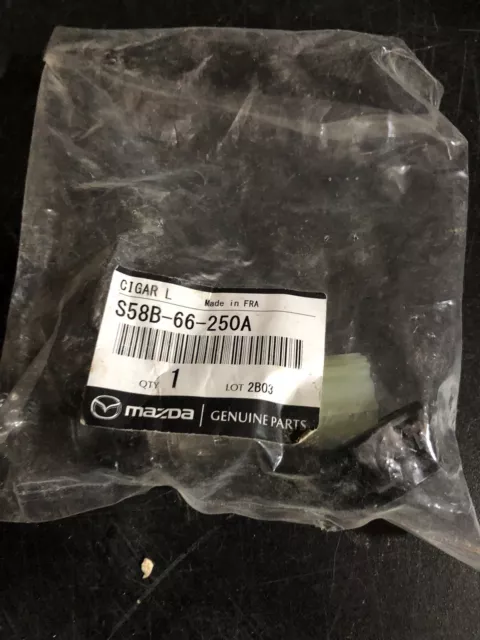 CIGAR L
Made in FRA
S58B-66-250A
QTY 1 LOT 2B03
mazda GENUINE PARTS